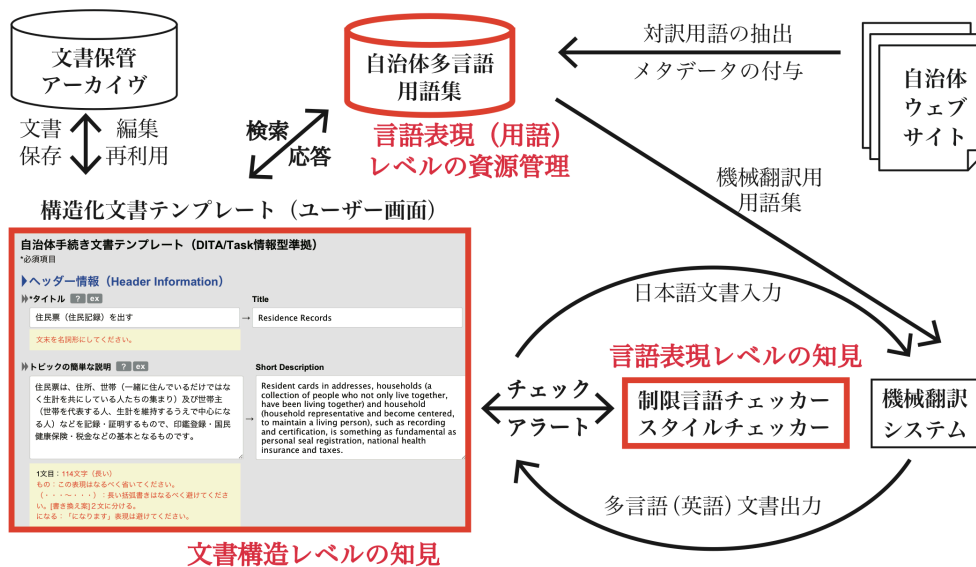 文書保管
アーカイヴ
自治体多言語
用語集
対訳用語の抽出
メタデータの付与
自治体
ウェブ
サイト
文書
保存
編集
再利用
検索
応答
言語表現（用語）
レベルの資源管理
機械翻訳用
用語集
構造化文書テンプレート（ユーザー画面）
自治体手続き文書テンプレート（DITA/Task情報型準拠）
*必須項目
ヘッダー情報（Header Information）
*タイトル ? ex
Title
住民票（住民記録）を出す
→
Residence Records
文末を名詞形にしてください。
トピックの簡単な説明 ? ex
Short Description
住民票は、住所、世帯（一緒に住んでいるだけではな
く生計を共にしている人たちの集まり）及び世帯主
（世帯を代表する人、生計を維持するうえで中心にな
る人）などを記録・証明するもので、印鑑登録・国民
健康保険・税金などの基本となるものです。
→
Resident cards in addresses, households (a
collection of people who not only live together,
have been living together) and household
(household representative and become centered,
to maintain a living person), such as recording
and certification, is something as fundamental as
personal seal registration, national health
insurance and taxes.
1文目：114文字（長い）
もの：この表現はなるべく省いてください。
（・・・〜・・・）：長い括弧書きはなるべく避けてくださ
い。[書き換え案]２文に分ける。
になる：「になります」表現は避けてください。
文書構造レベルの知見
日本語文書入力
言語表現レベルの知見
チェック
アラート
制限言語チェッカー
スタイルチェッカー
機械翻訳
システム
多言語(英語)文書出力